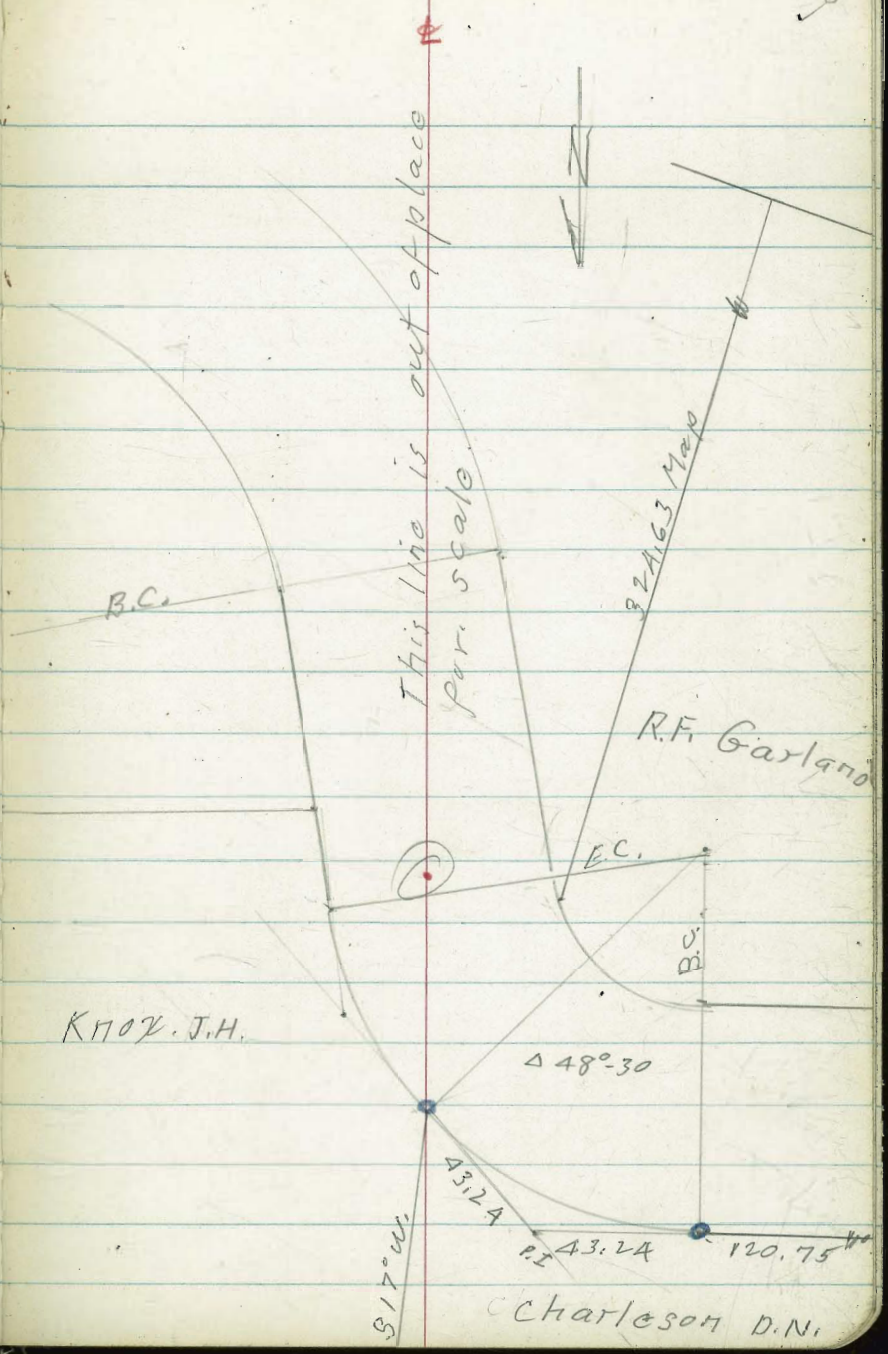 N
This line is out of place
par. scale
324.63 Map
B.C.
R.F. Garland
E.C.
B.C.
Knox. J.H.
Δ 48°-30
43.24
P.I
43.24
120.75
S17°W.
Charleson D.N.